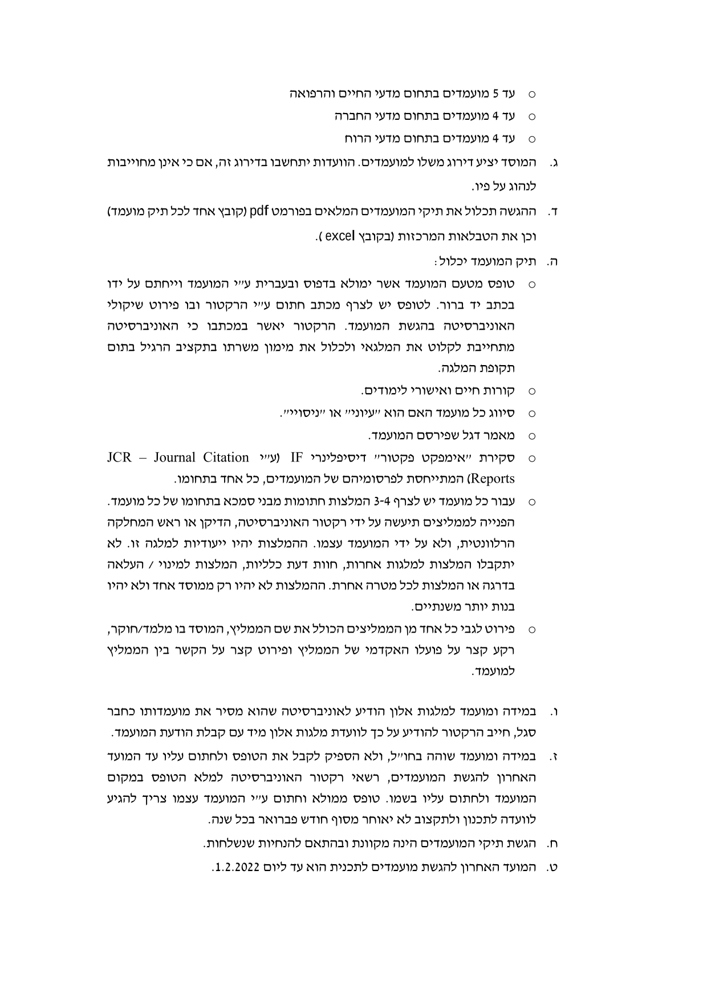 ○ עד 5 מועמדים בתחום מדעי החיים והרפואה
○ עד 4 מועמדים בתחום מדעי החברה
○ עד 4 מועמדים בתחום מדעי הרוח
ג. המוסד יציע דירוג משלו למועמדים. הוועדות יתחשבו בדירוג זה, אם כי אינן מחוייבות
לנהוג על פיו.
ד. ההגשה תכלול את תיקי המועמדים המלאים בפורמט pdf (קובץ אחד לכל תיק מועמד)
וכן את הטבלאות המרכזות (בקובץ excel ).
ה. תיק המועמד יכלול:
○ טופס מטעם המועמד אשר ימולא בדפוס ובעברית ע״י המועמד וייחתם על ידו
בכתב יד ברור. לטופס יש לצרף מכתב חתום ע״י הרקטור ובו פירוט שיקולי
האוניברסיטה בהגשת המועמד. הרקטור יאשר במכתבו כי האוניברסיטה
מתחייבת לקלוט את המלגאי ולכלול את מימון משרתו בתקציב הרגיל בתום
תקופת המלגה.
○ קורות חיים ואישורי לימודים.
○ סיווג כל מועמד האם הוא ״עיוני״ או ״ניסויי״.
○ מאמר דגל שפירסם המועמד.
○ סקירת ״אימפקט פקטור״ דיסיפלינרי IF (ע״י JCR – Journal Citation
Reports) המתייחסת לפרסומיהם של המועמדים, כל אחד בתחומו.
○ עבור כל מועמד יש לצרף 3-4 המלצות חתומות מבני סמכא בתחומו של כל מועמד.
הפנייה לממליצים תיעשה על ידי רקטור האוניברסיטה, הדיקן או ראש המחלקה
הרלוונטית, ולא על ידי המועמד עצמו. ההמלצות יהיו ייעודיות למלגה זו. לא
יתקבלו המלצות למלגות אחרות, חוות דעת כלליות, המלצות למינוי / העלאה
בדרגה או המלצות לכל מטרה אחרת. ההמלצות לא יהיו רק ממוסד אחד ולא יהיו
בנות יותר משנתיים.
○ פירוט לגבי כל אחד מן הממליצים הכולל את שם הממליץ, המוסד בו מלמד/חוקר,
רקע קצר על פועלו האקדמי של הממליץ ופירוט קצר על הקשר בין הממליץ
למועמד.
ו. במידה ומועמד למלגות אלון הודיע לאוניברסיטה שהוא מסיר את מועמדותו כחבר
סגל, חייב הרקטור להודיע על כך לוועדת מלגות אלון מיד עם קבלת הודעת המועמד.
ז. במידה ומועמד שוהה בחו״ל, ולא הספיק לקבל את הטופס ולחתום עליו עד המועד
האחרון להגשת המועמדים, רשאי רקטור האוניברסיטה למלא הטופס במקום
המועמד ולחתום עליו בשמו. טופס ממולא וחתום ע״י המועמד עצמו צריך להגיע
לוועדה לתכנון ולתקצוב לא יאוחר מסוף חודש פברואר בכל שנה.
ח. הגשת תיקי המועמדים הינה מקוונת ובהתאם להנחיות שנשלחות.
ט. המועד האחרון להגשת מועמדים לתכנית הוא עד ליום 1.2.2022.